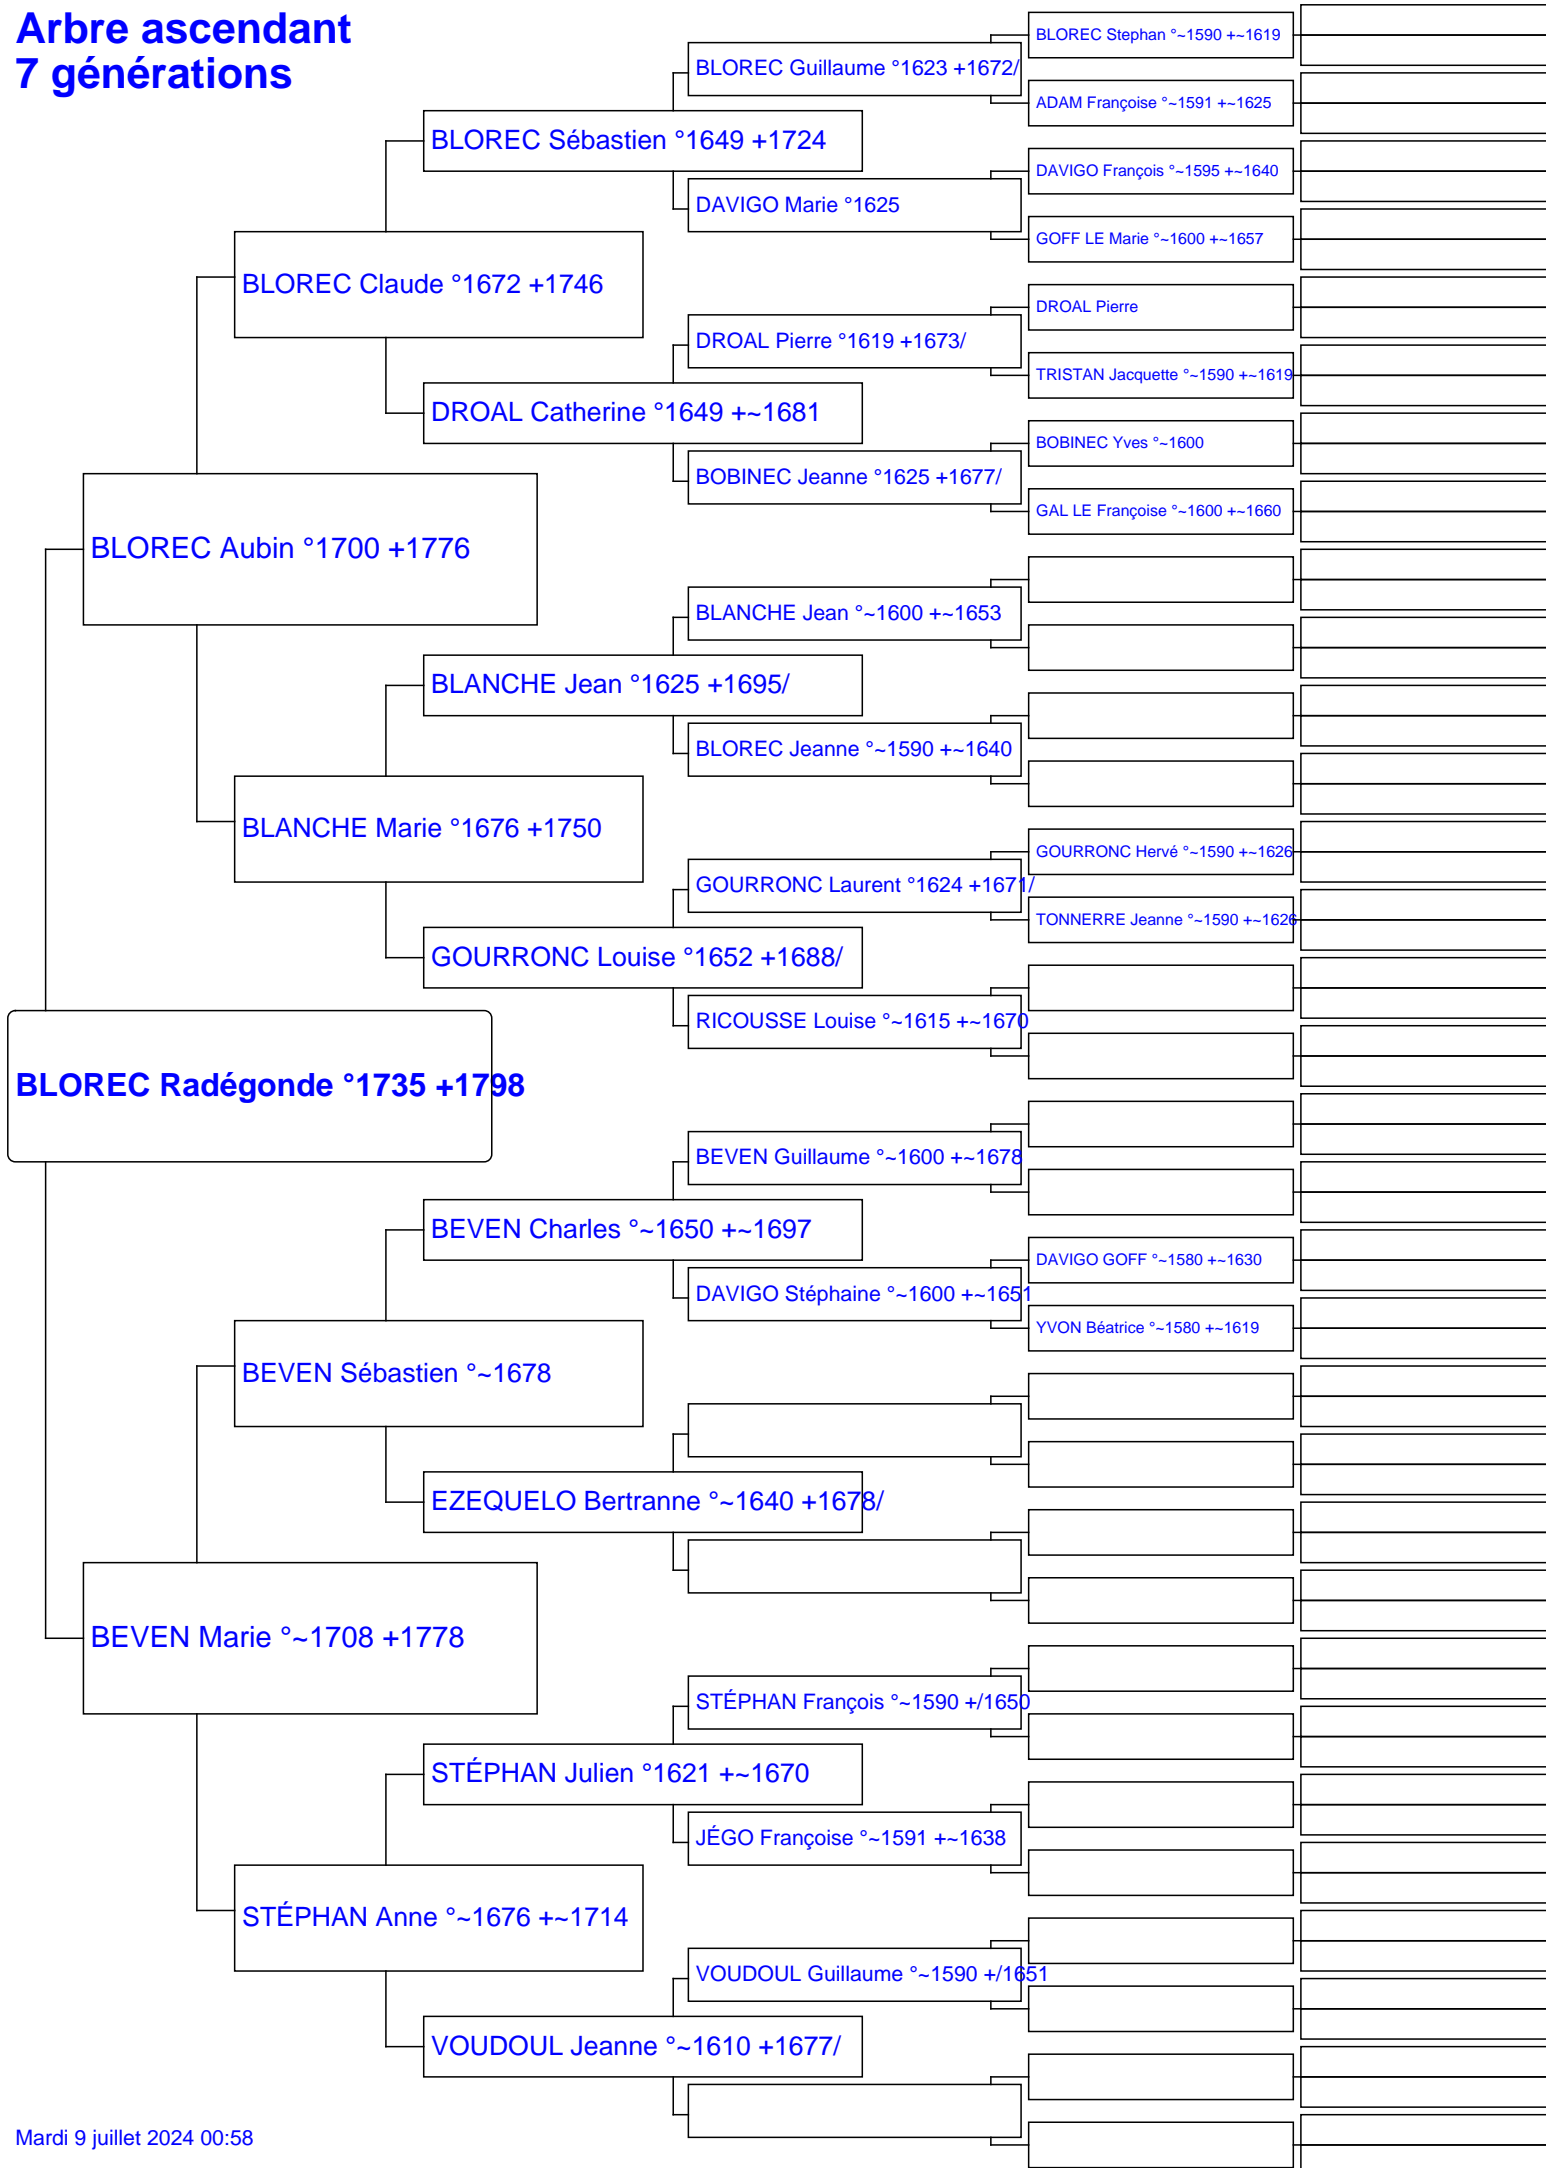 Arbre ascendant
7 générations
BLOREC Stephan °~1590 +~1619
BLOREC Guillaume °1623 +1672/
ADAM Françoise °~1591 +~1625
BLOREC Sébastien °1649 +1724
DAVIGO François °~1595 +~1640
DAVIGO Marie °1625
GOFF LE Marie °~1600 +~1657
BLOREC Claude °1672 +1746
DROAL Pierre
DROAL Pierre °1619 +1673/
TRISTAN Jacquette °~1590 +~1619
DROAL Catherine °1649 +~1681
BOBINEC Yves °~1600
BOBINEC Jeanne °1625 +1677/
GAL LE Françoise °~1600 +~1660
BLOREC Aubin °1700 +1776
BLANCHE Jean °~1600 +~1653
BLANCHE Jean °1625 +1695/
BLOREC Jeanne °~1590 +~1640
BLANCHE Marie °1676 +1750
GOURRONC Hervé °~1590 +~1626
GOURRONC Laurent °1624 +1671/
TONNERRE Jeanne °~1590 +~1626
GOURRONC Louise °1652 +1688/
RICOUSSE Louise °~1615 +~1670
BLOREC Radégonde °1735 +1798
BEVEN Guillaume °~1600 +~1678
BEVEN Charles °~1650 +~1697
DAVIGO GOFF °~1580 +~1630
DAVIGO Stéphaine °~1600 +~1651
YVON Béatrice °~1580 +~1619
BEVEN Sébastien °~1678
EZEQUELO Bertranne °~1640 +1678/
BEVEN Marie °~1708 +1778
STÉPHAN François °~1590 +/1650
STÉPHAN Julien °1621 +~1670
JÉGO Françoise °~1591 +~1638
STÉPHAN Anne °~1676 +~1714
VOUDOUL Guillaume °~1590 +/1651
VOUDOUL Jeanne °~1610 +1677/
Mardi 9 juillet 2024 00:58